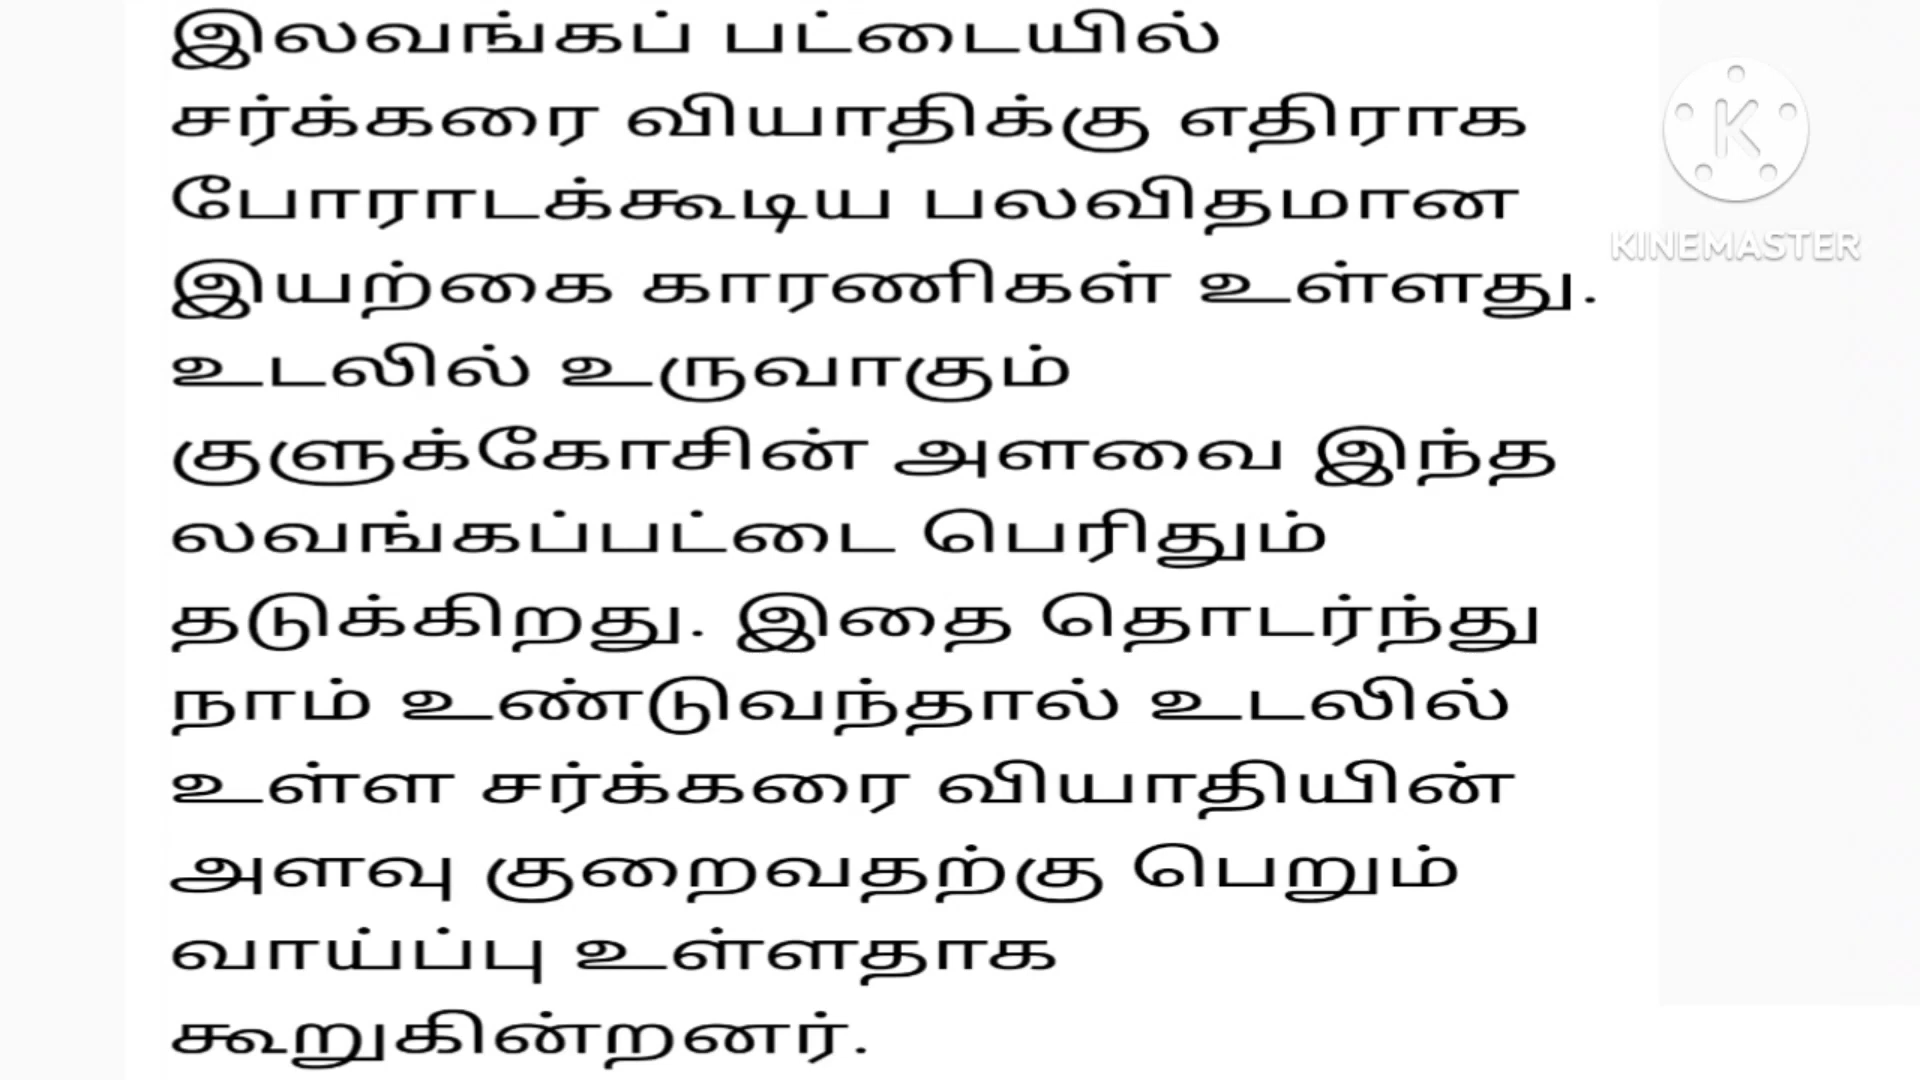 இலவங்கப் பட்டையில்
சர்க்கரை வியாதிக்கு எதிராக
போராடக்கூடிய பலவிதமான
இயற்கை காரணிகள் உள்ளது.
உடலில் உருவாகும்
குளுக்கோசின் அளவை இந்த
லவங்கப்பட்டை பெரிதும்
தடுக்கிறது. இதை தொடர்ந்து
நாம் உண்டுவந்தால் உடலில்
உள்ள சர்க்கரை வியாதியின்
அளவு குறைவதற்கு பெறும்
வாய்ப்பு உள்ளதாக
கூறுகின்றனர்.
K
KINEMASTER